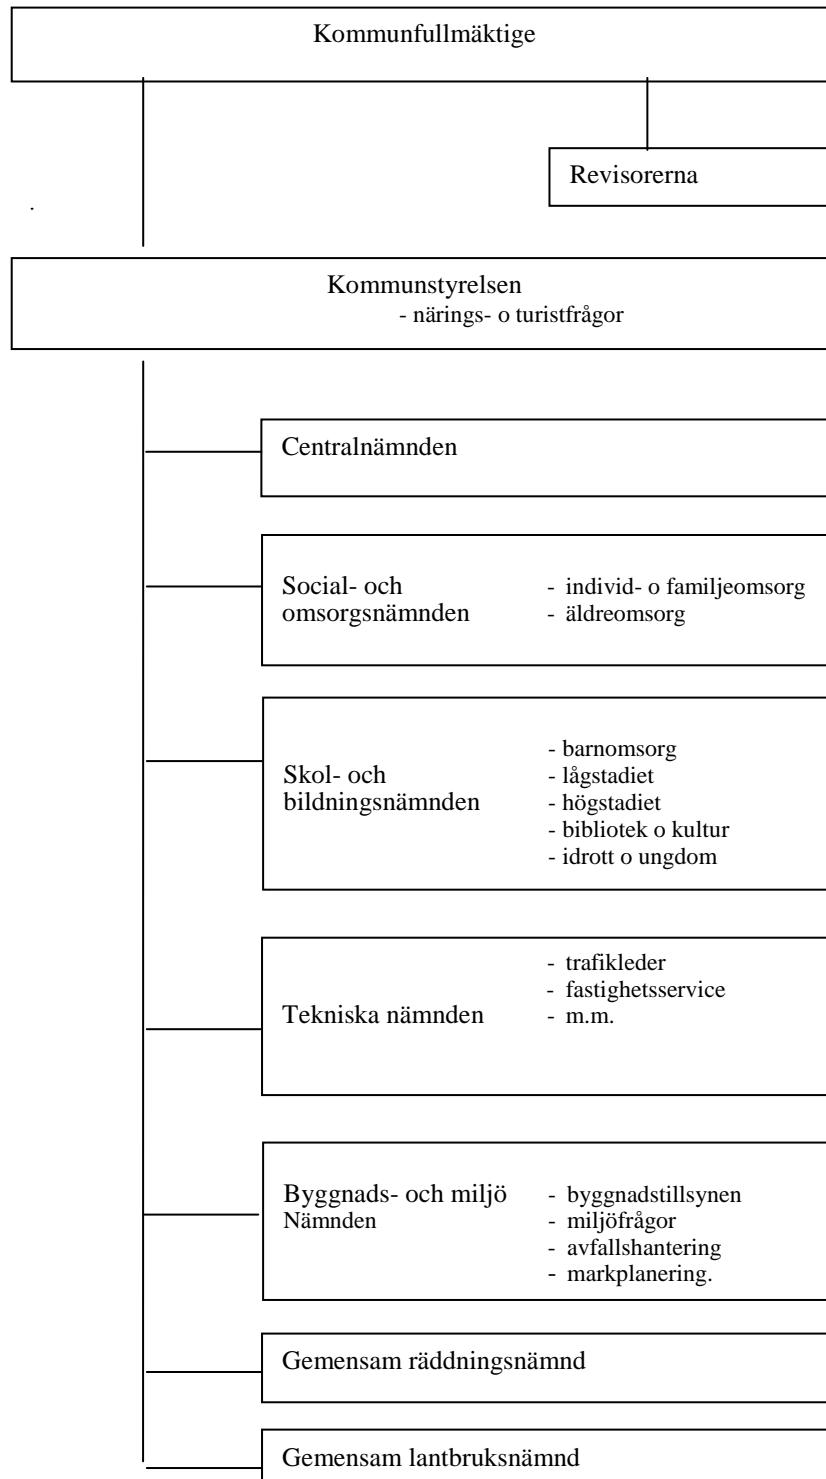 Kommunfullmäktige
Revisorerna
.
Kommunstyrelsen
- närings- o turistfrågor
Centralnämnden
Social- och - individ- o familjeomsorg
omsorgsnämnden - äldreomsorg
- barnomsorg
Skol- och - lågstadiet
bildningsnämnden - högstadiet
- bibliotek o kultur
- idrott o ungdom
- trafikleder
- fastighetsservice
Tekniska nämnden - m.m.
Byggnads- och miljö - byggnadstillsynen
Nämnden - miljöfrågor
- avfallshantering
- markplanering.
Gemensam räddningsnämnd
Gemensam lantbruksnämnd